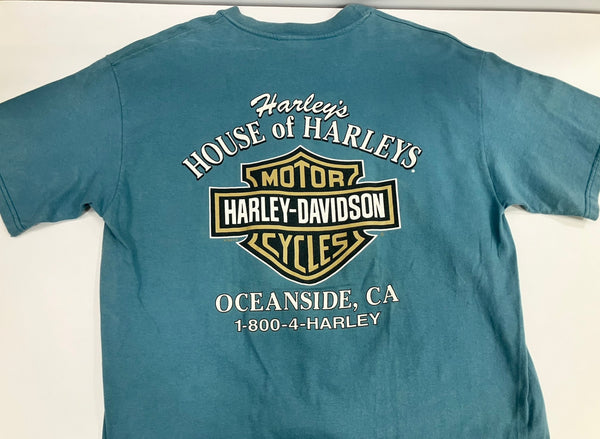 Harley's
HOUSE of HARLEYS
MOTOR
HARLEY-DAVIDSON
CYCLES
OCEANSIDE, CA
1-800-4-HARLEY